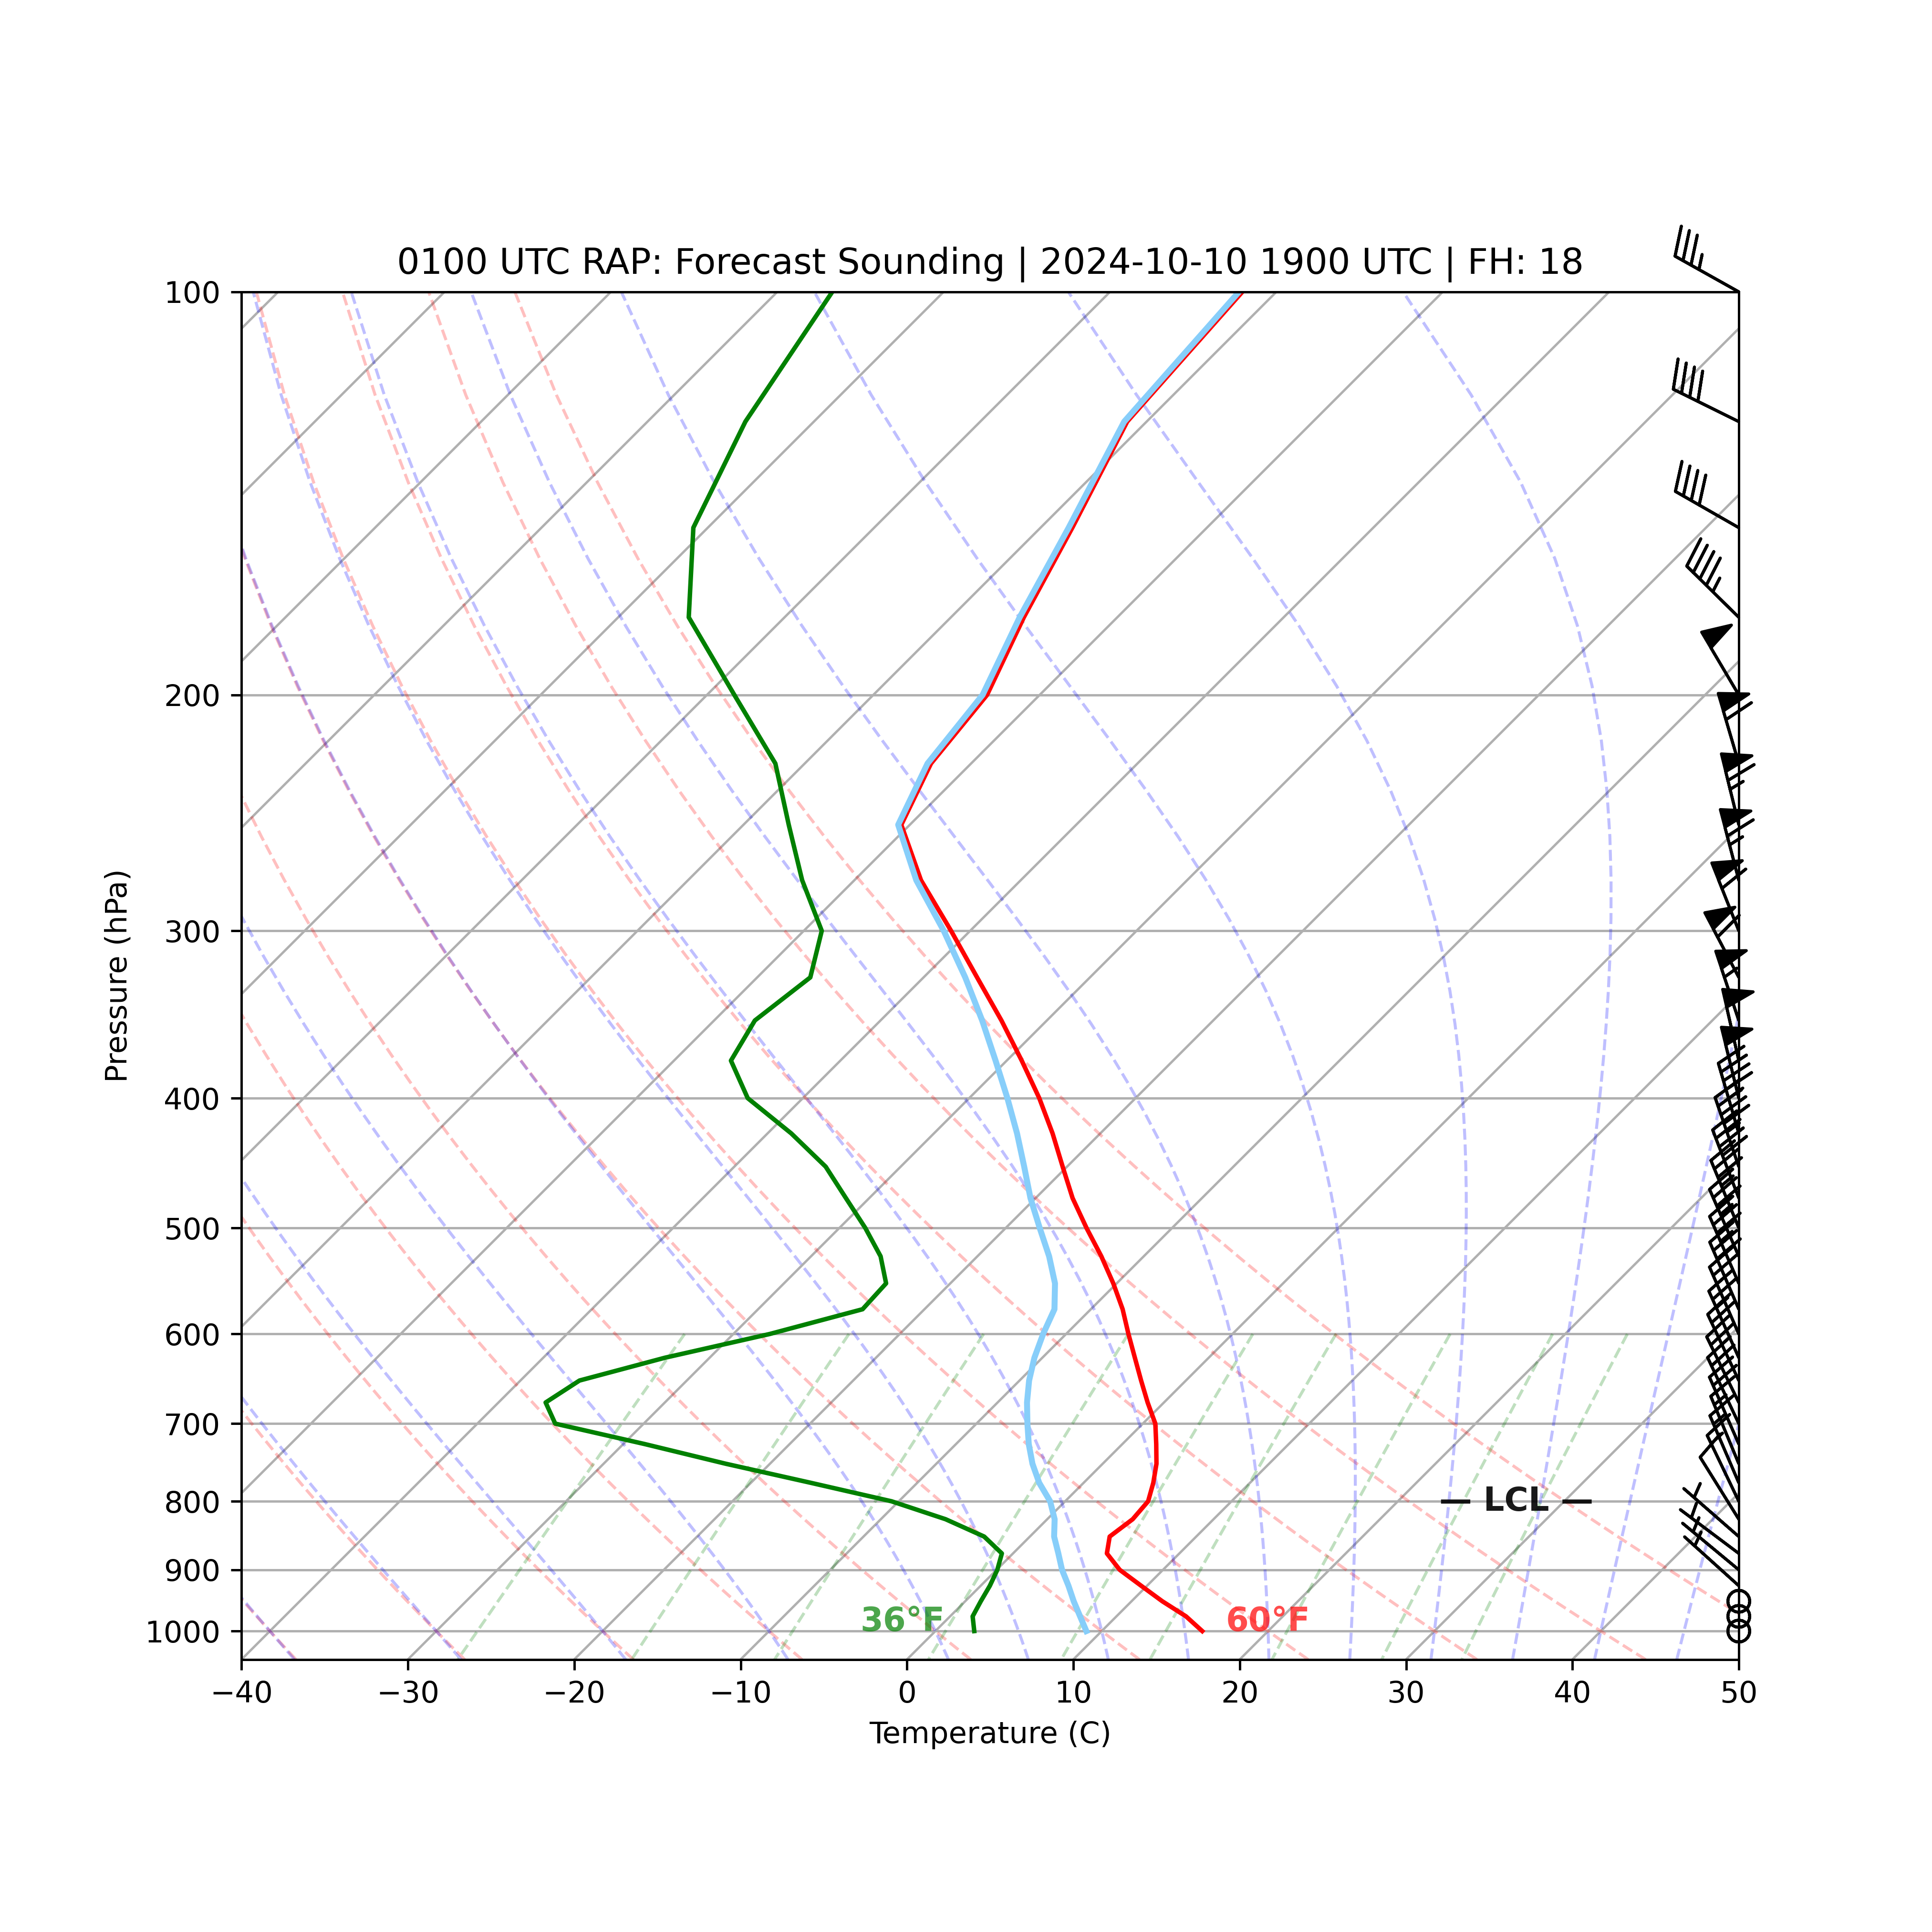 0100 UTC RAP: Forecast Sounding | 2024-10-10 1900 UTC | FH: 18
100
200
300
400
500
600
700
800
900
1000
Pressure (hPa)
— LCL —
36°F
60°F
−40 −30 −20 −10 0 10 20 30 40 50
Temperature (C)